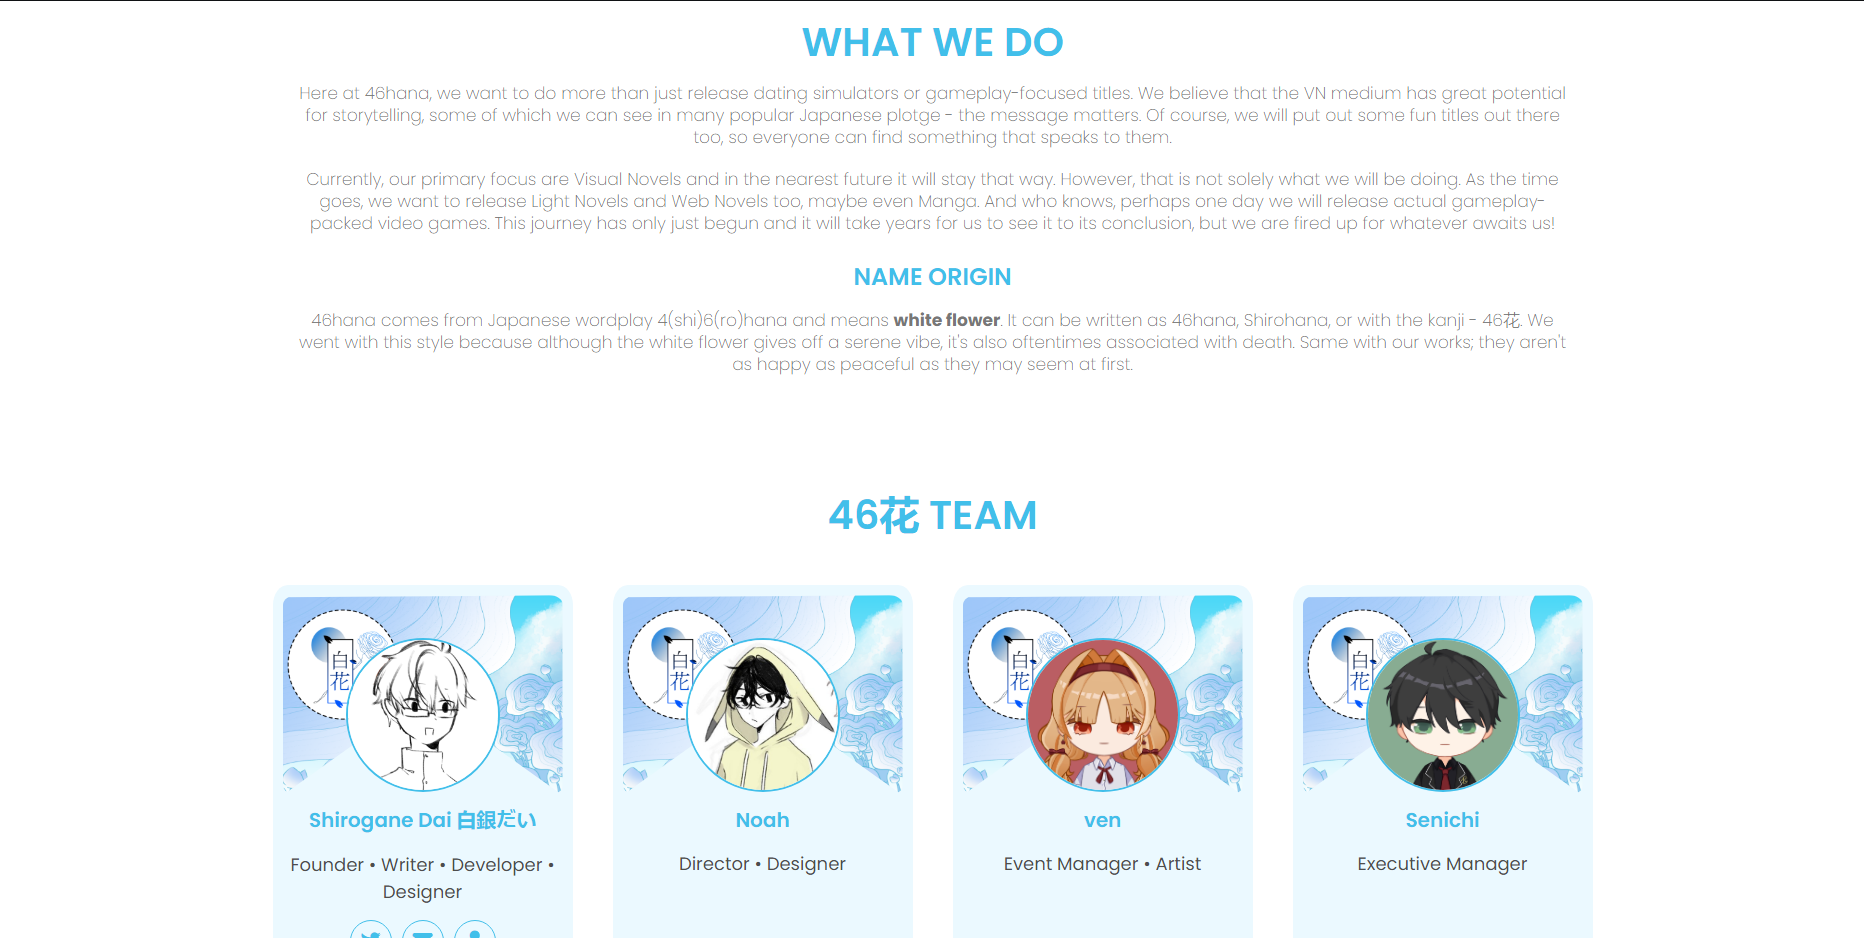 WHAT WE DO
Here at 46hana, we want to do more than just release dating simulators or gameplay-focused titles. We believe that the VN medium has great potential
for storytelling, some of which we can see in many popular Japanese plotge - the message matters. Of course, we will put out some fun titles out there
too, so everyone can find something that speaks to them.
Currently, our primary focus are Visual Novels and in the nearest future it will stay that way. However, that is not solely what we will be doing. As the time
goes, we want to release Light Novels and Web Novels too, maybe even Manga. And who knows, perhaps one day we will release actual gameplay-
packed video games. This journey has only just begun and it will take years for us to see it to its conclusion, but we are fired up for whatever awaits us!
NAME ORIGIN
46hana comes from Japanese wordplay 4(shi)6(ro)hana and means white flower. It can be written as 46hana, Shirohana, or with the kanji - 46花. We
went with this style because although the white flower gives off a serene vibe, it's also oftentimes associated with death. Same with our works; they aren't
as happy as peaceful as they may seem at first.
46花 TEAM
白花
白花
白花
白花
Shirogane Dai 白銀だい
Founder • Writer • Developer •
Designer
Noah
Director • Designer
ven
Event Manager • Artist
Senichi
Executive Manager